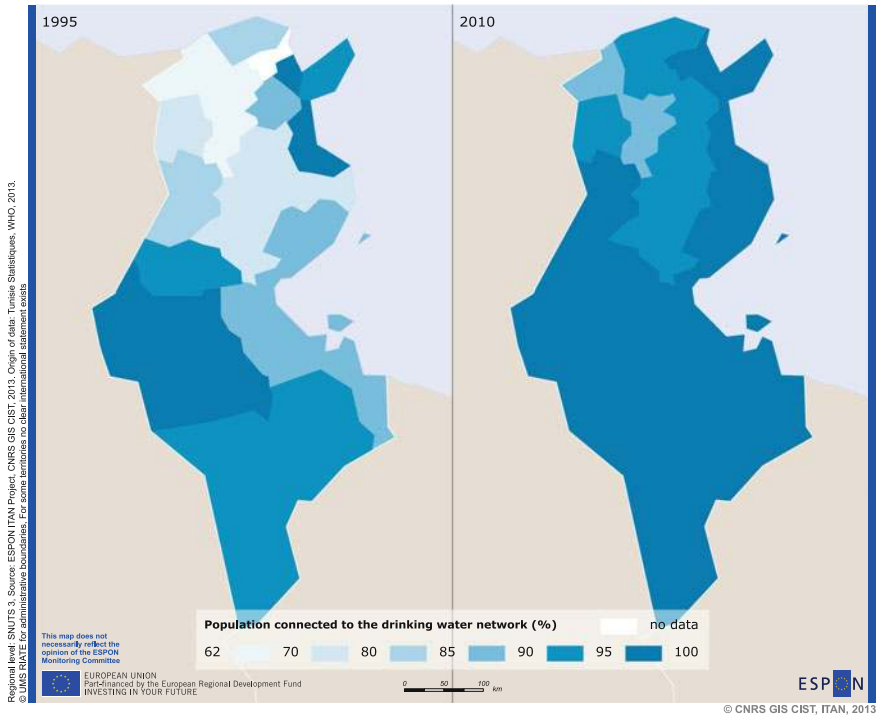 1995
2010
Regional level: SNUTS 3, Source: ESPON ITAN Project, CNRS GIS CIST, 2013. Origin of data: Tunisie Statistiques, WHO, 2013.
© UMS RIATE for administrative boundaries, For some territories no clear international statement exists
Population connected to the drinking water network (%) no data
62 70 80 85 90 95 100
This map does not
necessarily reflect the
opinion of the ESPON
Monitoring Committee
EUROPEAN UNION
Part-financed by the European Regional Development Fund
INVESTING IN YOUR FUTURE
0 50 100
km
ESPON
© CNRS GIS CIST, ITAN, 2013